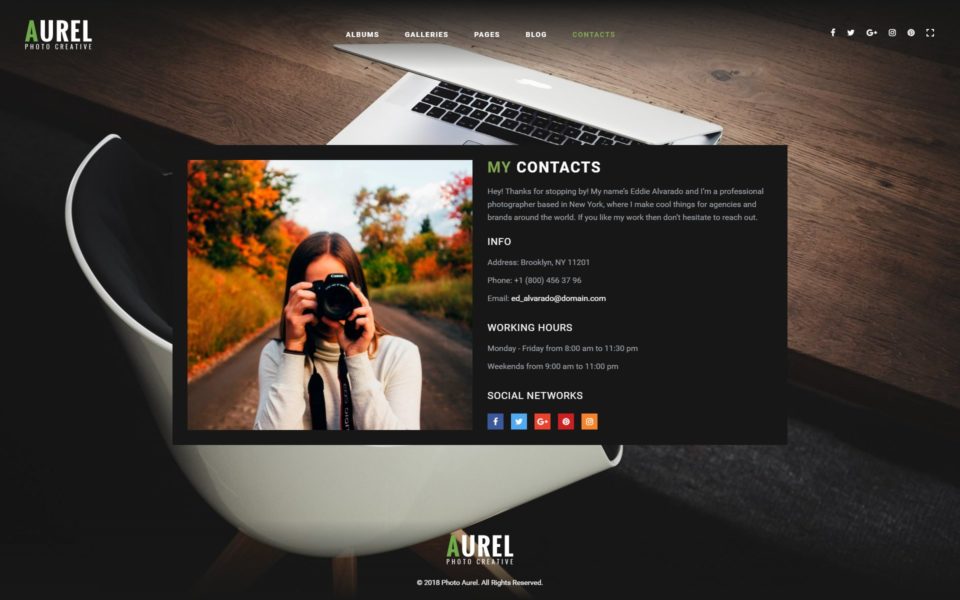 AUREL
PHOTO CREATIVE
ALBUMS GALLERIES PAGES BLOG CONTACTS
MY CONTACTS
Hey! Thanks for stopping by! My name's Eddie Alvarado and I'm a professional
photographer based in New York, where I make cool things for agencies and
brands around the world. If you like my work then don't hesitate to reach out.
INFO
Address: Brooklyn, NY 11201
Phone: +1 (800) 456 37 96
Email: ed_alvarado@domain.com
WORKING HOURS
Monday - Friday from 8:00 am to 11:30 pm
Weekends from 9:00 am to 11:00 pm
SOCIAL NETWORKS
AUREL
PHOTO CREATIVE
© 2018 Photo Aurel. All Rights Reserved.